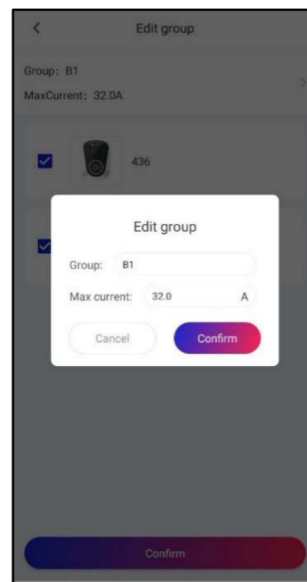 Edit group
Group: B1
MaxCurrent: 32.0A
436
Edit group
Group: B1
Max current: 32.0 A
Cancel Confirm
Confirm